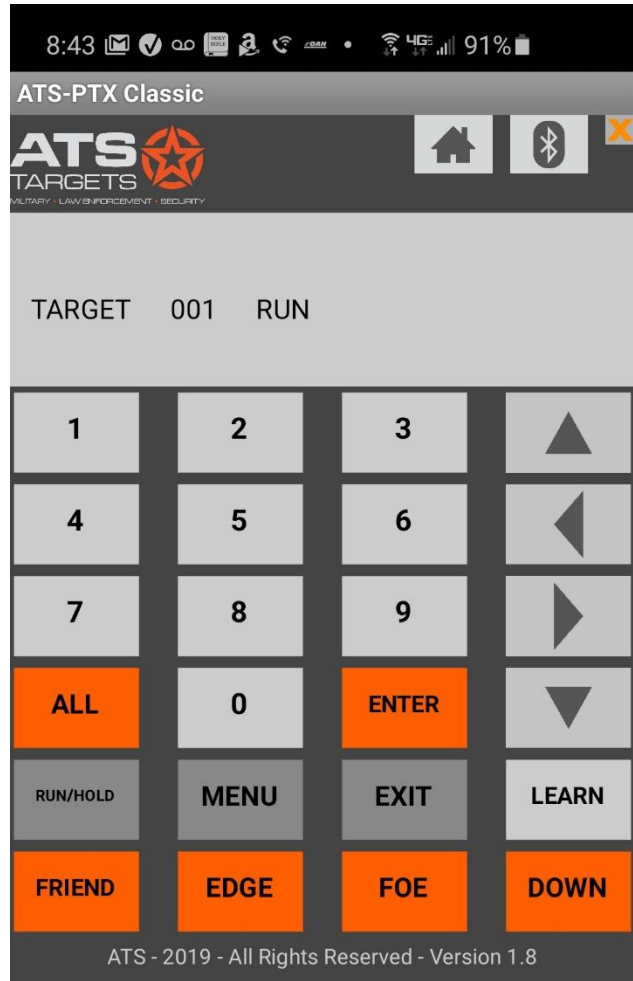 8:43 91%
ATS-PTX Classic
ATS
TARGETS
MILITARY • LAW ENFORCEMENT • SECURITY
X
TARGET 001 RUN
1 2 3
4 5 6
7 8 9
ALL 0 ENTER
RUN/HOLD MENU EXIT LEARN
FRIEND EDGE FOE DOWN
ATS - 2019 - All Rights Reserved - Version 1.8